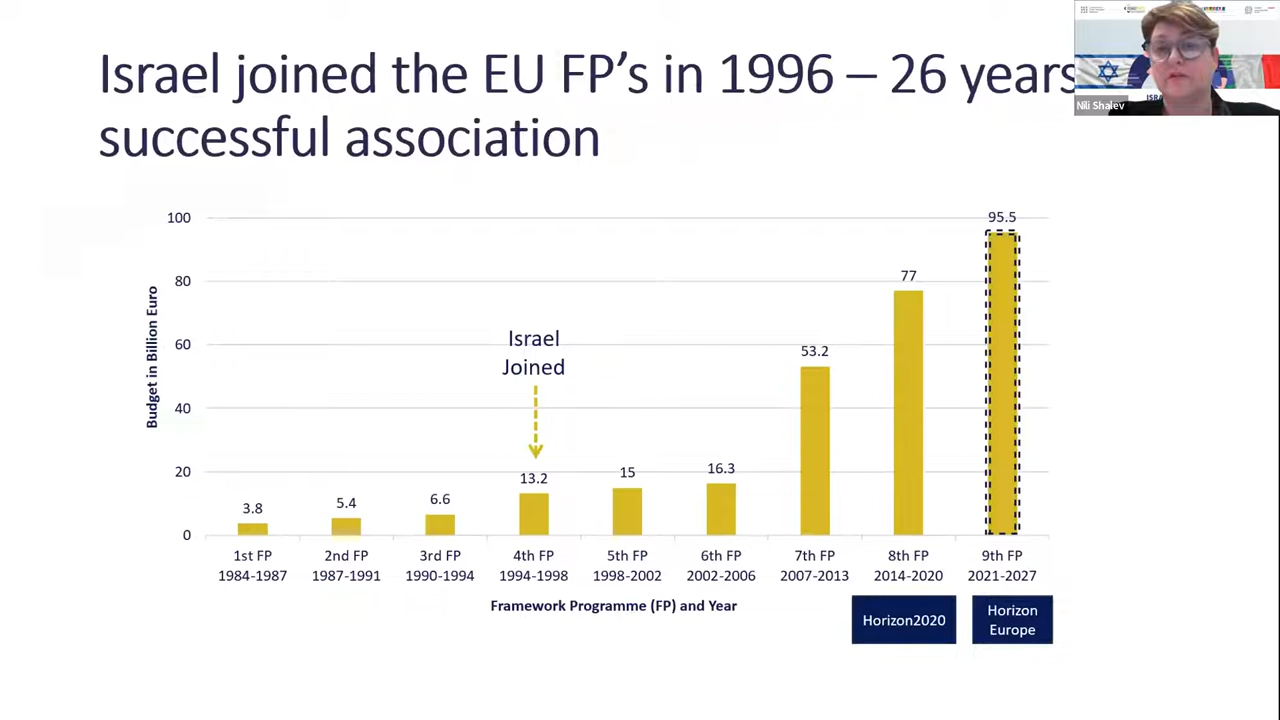 Israel joined the EU FP's in 1996 – 26 years
successful association
Nili Shalev
100
80
60
40
20
0
Budget in Billion Euro
3.8
5.4
6.6
13.2
15
16.3
53.2
77
95.5
Israel
Joined
1st FP
1984-1987
2nd FP
1987-1991
3rd FP
1990-1994
4th FP
1994-1998
5th FP
1998-2002
6th FP
2002-2006
7th FP
2007-2013
8th FP
2014-2020
9th FP
2021-2027
Framework Programme (FP) and Year
Horizon2020
Horizon
Europe